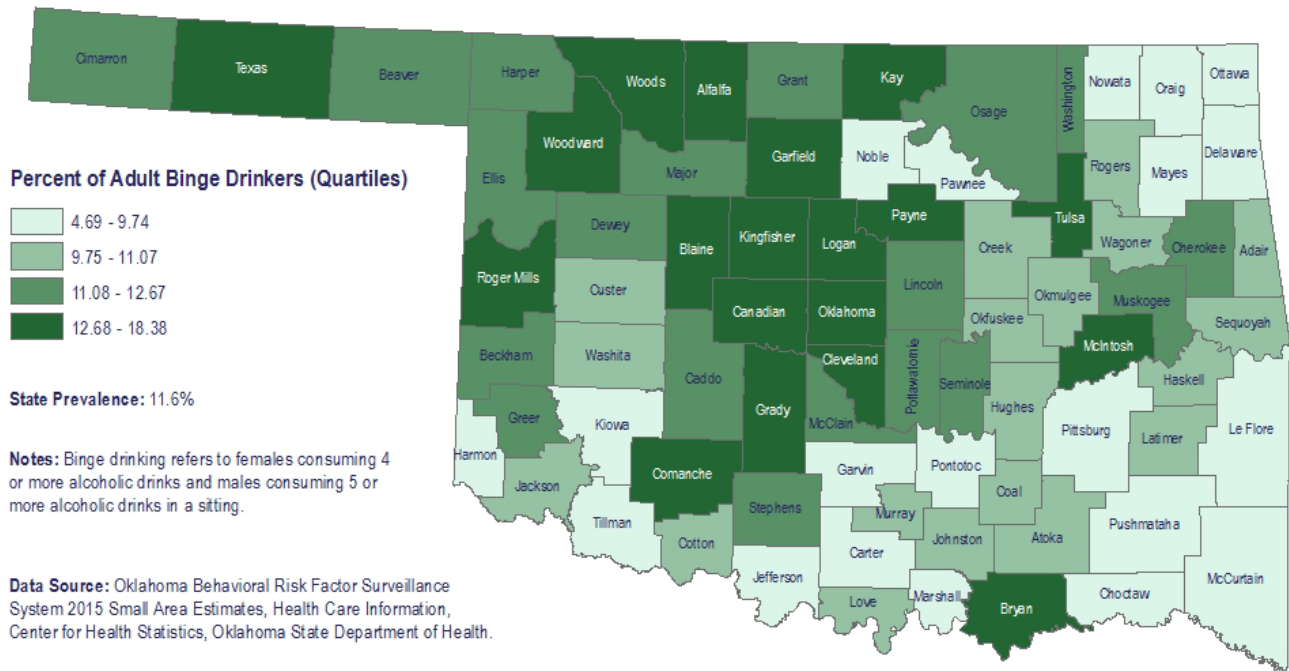 Cimarron
Texas
Beaver
Harper
Woods
Alfalfa
Grant
Kay
Osage
Washington
Nowata
Craig
Ottawa
Woodward
Ellis
Major
Garfield
Noble
Pawnee
Rogers
Mayes
Delaware
Percent of Adult Binge Drinkers (Quartiles)
4.69 - 9.74
9.75 - 11.07
11.08 - 12.67
12.68 - 18.38
Dewey
Blaine
Kingfisher
Logan
Payne
Creek
Tulsa
Wagoner
Cherokee
Adair
Roger Mills
Custer
Canadian
Oklahoma
Lincoln
Okfuskee
Okmulgee
Muskogee
Sequoyah
Beckham
Washita
Caddo
Cleveland
Pottawatomie
Seminole
McIntosh
Haskell
State Prevalence: 11.6%
Greer
Kiowa
Grady
McClain
Hughes
Pittsburg
Latimer
Le Flore
Notes: Binge drinking refers to females consuming 4
or more alcoholic drinks and males consuming 5 or
more alcoholic drinks in a sitting.
Harmon
Jackson
Comanche
Garvin
Pontotoc
Coal
Tillman
Cotton
Stephens
Murray
Johnston
Atoka
Pushmataha
Jefferson
Carter
Love
Marshall
Bryan
Choctaw
McCurtain
Data Source: Oklahoma Behavioral Risk Factor Surveillance
System 2015 Small Area Estimates, Health Care Information,
Center for Health Statistics, Oklahoma State Department of Health.